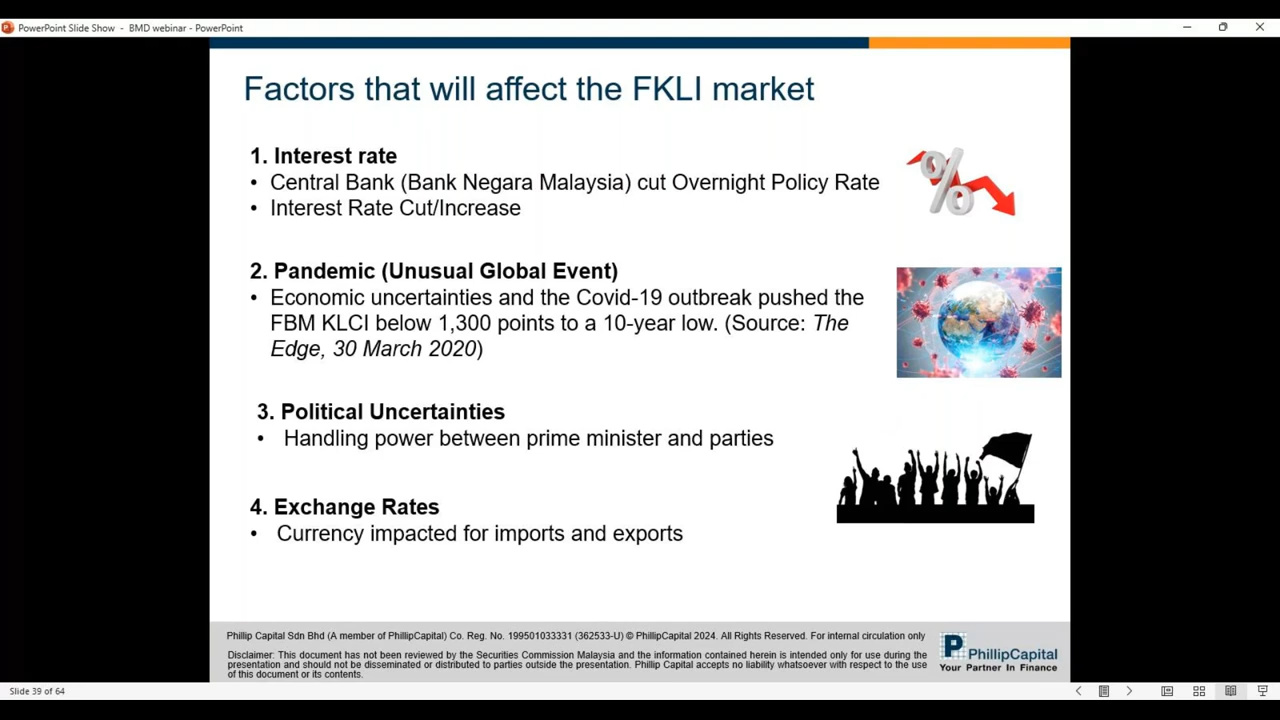 PowerPoint Slide Show - BMD webinar - PowerPoint
Factors that will affect the FKLI market
1. Interest rate
• Central Bank (Bank Negara Malaysia) cut Overnight Policy Rate
• Interest Rate Cut/Increase
2. Pandemic (Unusual Global Event)
• Economic uncertainties and the Covid-19 outbreak pushed the
FBM KLCI below 1,300 points to a 10-year low. (Source: The
Edge, 30 March 2020)
3. Political Uncertainties
• Handling power between prime minister and parties
4. Exchange Rates
• Currency impacted for imports and exports
Phillip Capital Sdn Bhd (A member of PhillipCapital) Co. Reg. No. 199501033331 (362533-U) © PhillipCapital 2024. All Rights Reserved. For internal circulation only
Disclaimer: This document has not been reviewed by the Securities Commission Malaysia and the information contained herein is intended only for use during the
presentation and should not be disseminated or distributed to parties outside the presentation. Phillip Capital accepts no liability whatsoever with respect to the use
of this document or its contents.
PhillipCapital
Your Partner In Finance
Slide 39 of 64